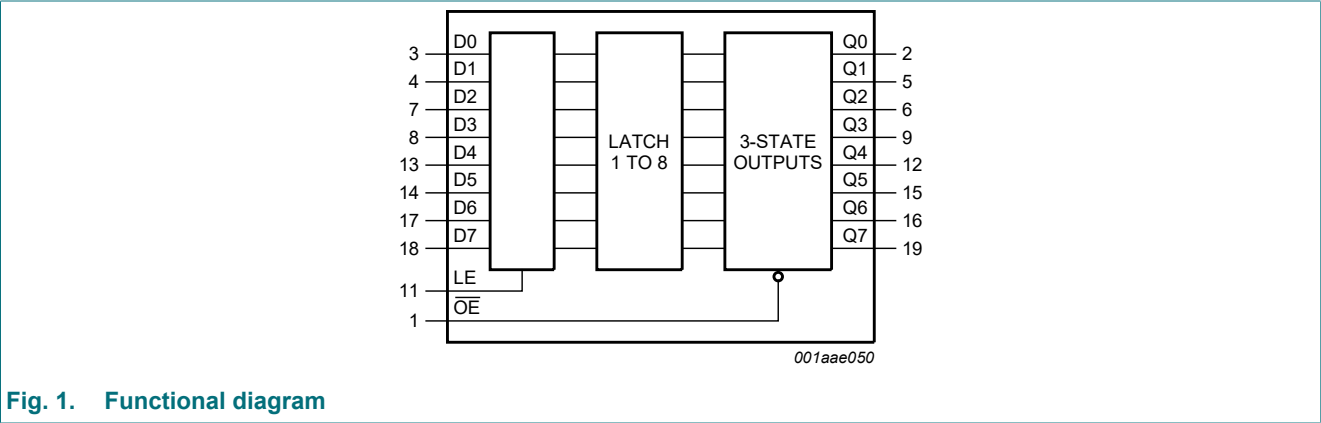 D0 Q0
3 2
D1 Q1
4 5
D2 Q2
7 6
D3 Q3
8 9
LATCH 3-STATE
D4 Q4
13 1 TO 8 OUTPUTS 12
D5 Q5
14 15
D6 Q6
17 16
D7 Q7
18 19
LE
11
O̅E̅
1
001aae050
Fig. 1. Functional diagram